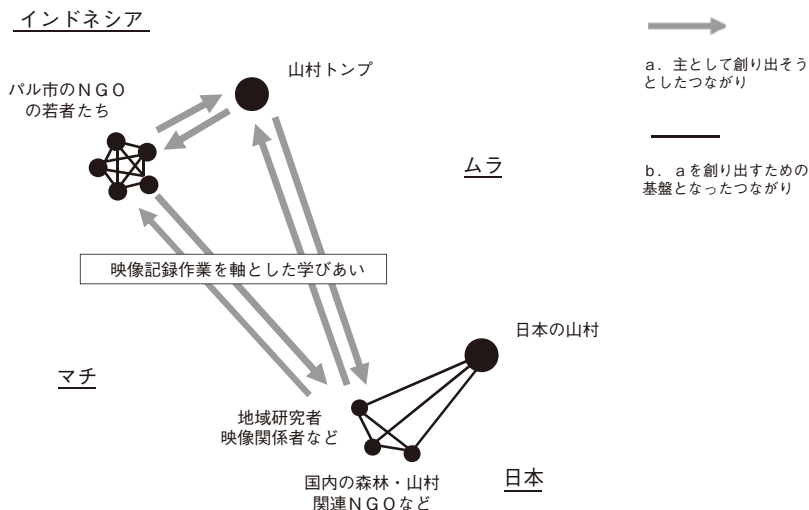 インドネシア
山村トンプ
パル市のＮＧＯ
の若者たち
ａ．主として創り出そう
としたつながり
ムラ
ｂ．ａを創り出すための
基盤となったつながり
映像記録作業を軸とした学びあい
日本の山村
マチ
地域研究者
映像関係者など
国内の森林・山村
関連ＮＧＯなど
日本